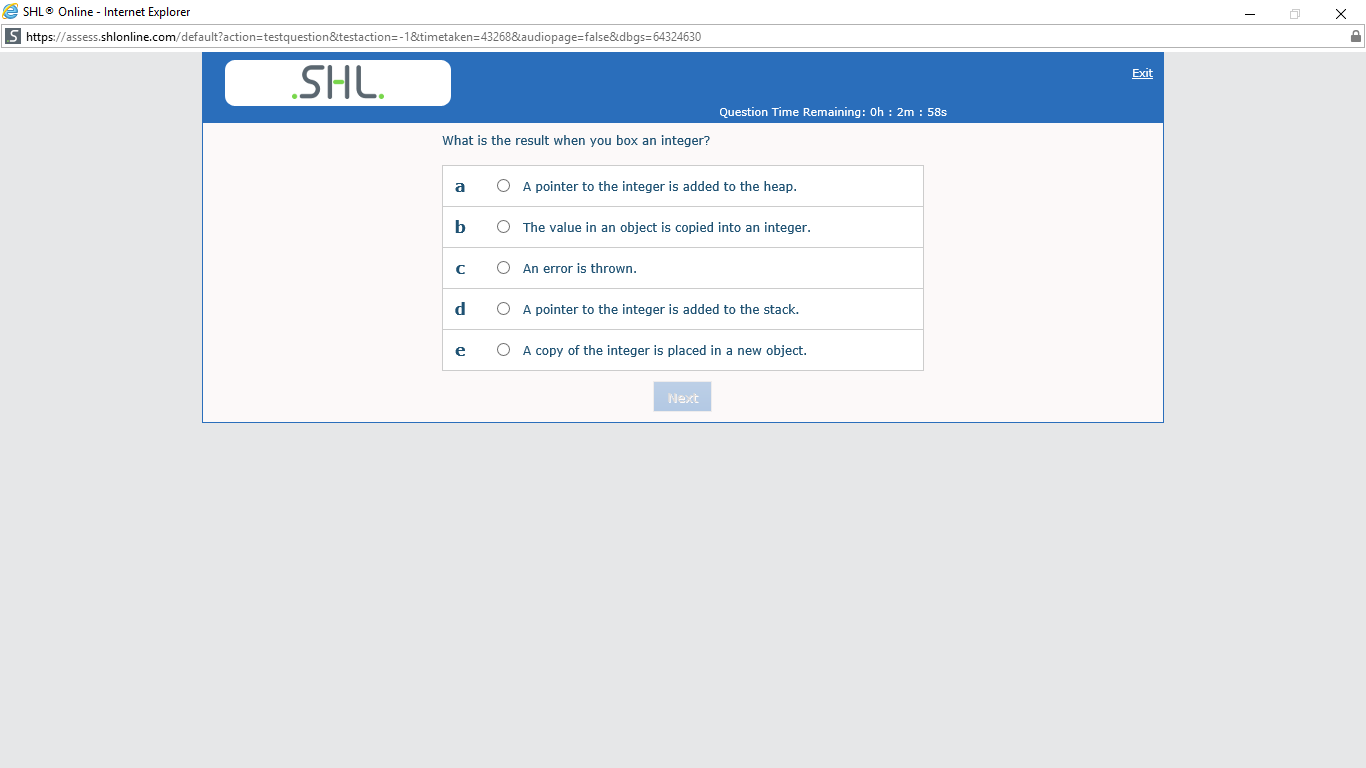 SHL® Online - Internet Explorer
https://assess.shlonline.com/default?action=testquestion&testaction=-1&timetaken=43268&audiopage=false&dbgs=64324630
.SHL.
Exit
Question Time Remaining: 0h : 2m : 58s
What is the result when you box an integer?
a A pointer to the integer is added to the heap.
b The value in an object is copied into an integer.
c An error is thrown.
d A pointer to the integer is added to the stack.
e A copy of the integer is placed in a new object.
Next